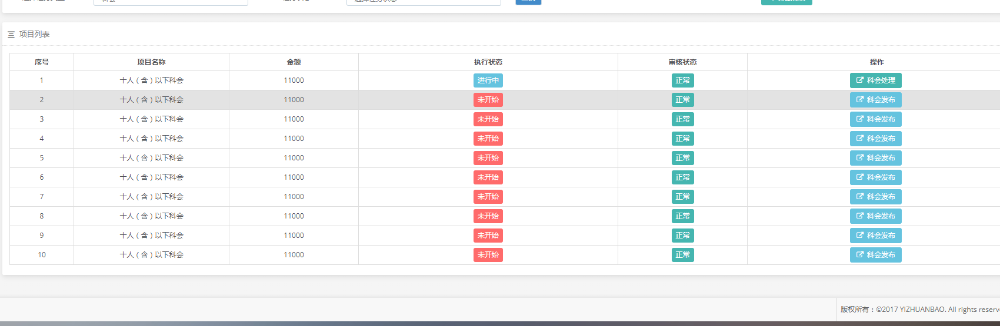 项目列表
序号 项目名称 金额 执行状态 审核状态 操作
1 十人（含）以下科会 11000 进行中 正常 科会处理
2 十人（含）以下科会 11000 未开始 正常 科会发布
3 十人（含）以下科会 11000 未开始 正常 科会发布
4 十人（含）以下科会 11000 未开始 正常 科会发布
5 十人（含）以下科会 11000 未开始 正常 科会发布
6 十人（含）以下科会 11000 未开始 正常 科会发布
7 十人（含）以下科会 11000 未开始 正常 科会发布
8 十人（含）以下科会 11000 未开始 正常 科会发布
9 十人（含）以下科会 11000 未开始 正常 科会发布
10 十人（含）以下科会 11000 未开始 正常 科会发布
版权所有：©2017 YIZHUANBAO. All rights reserv